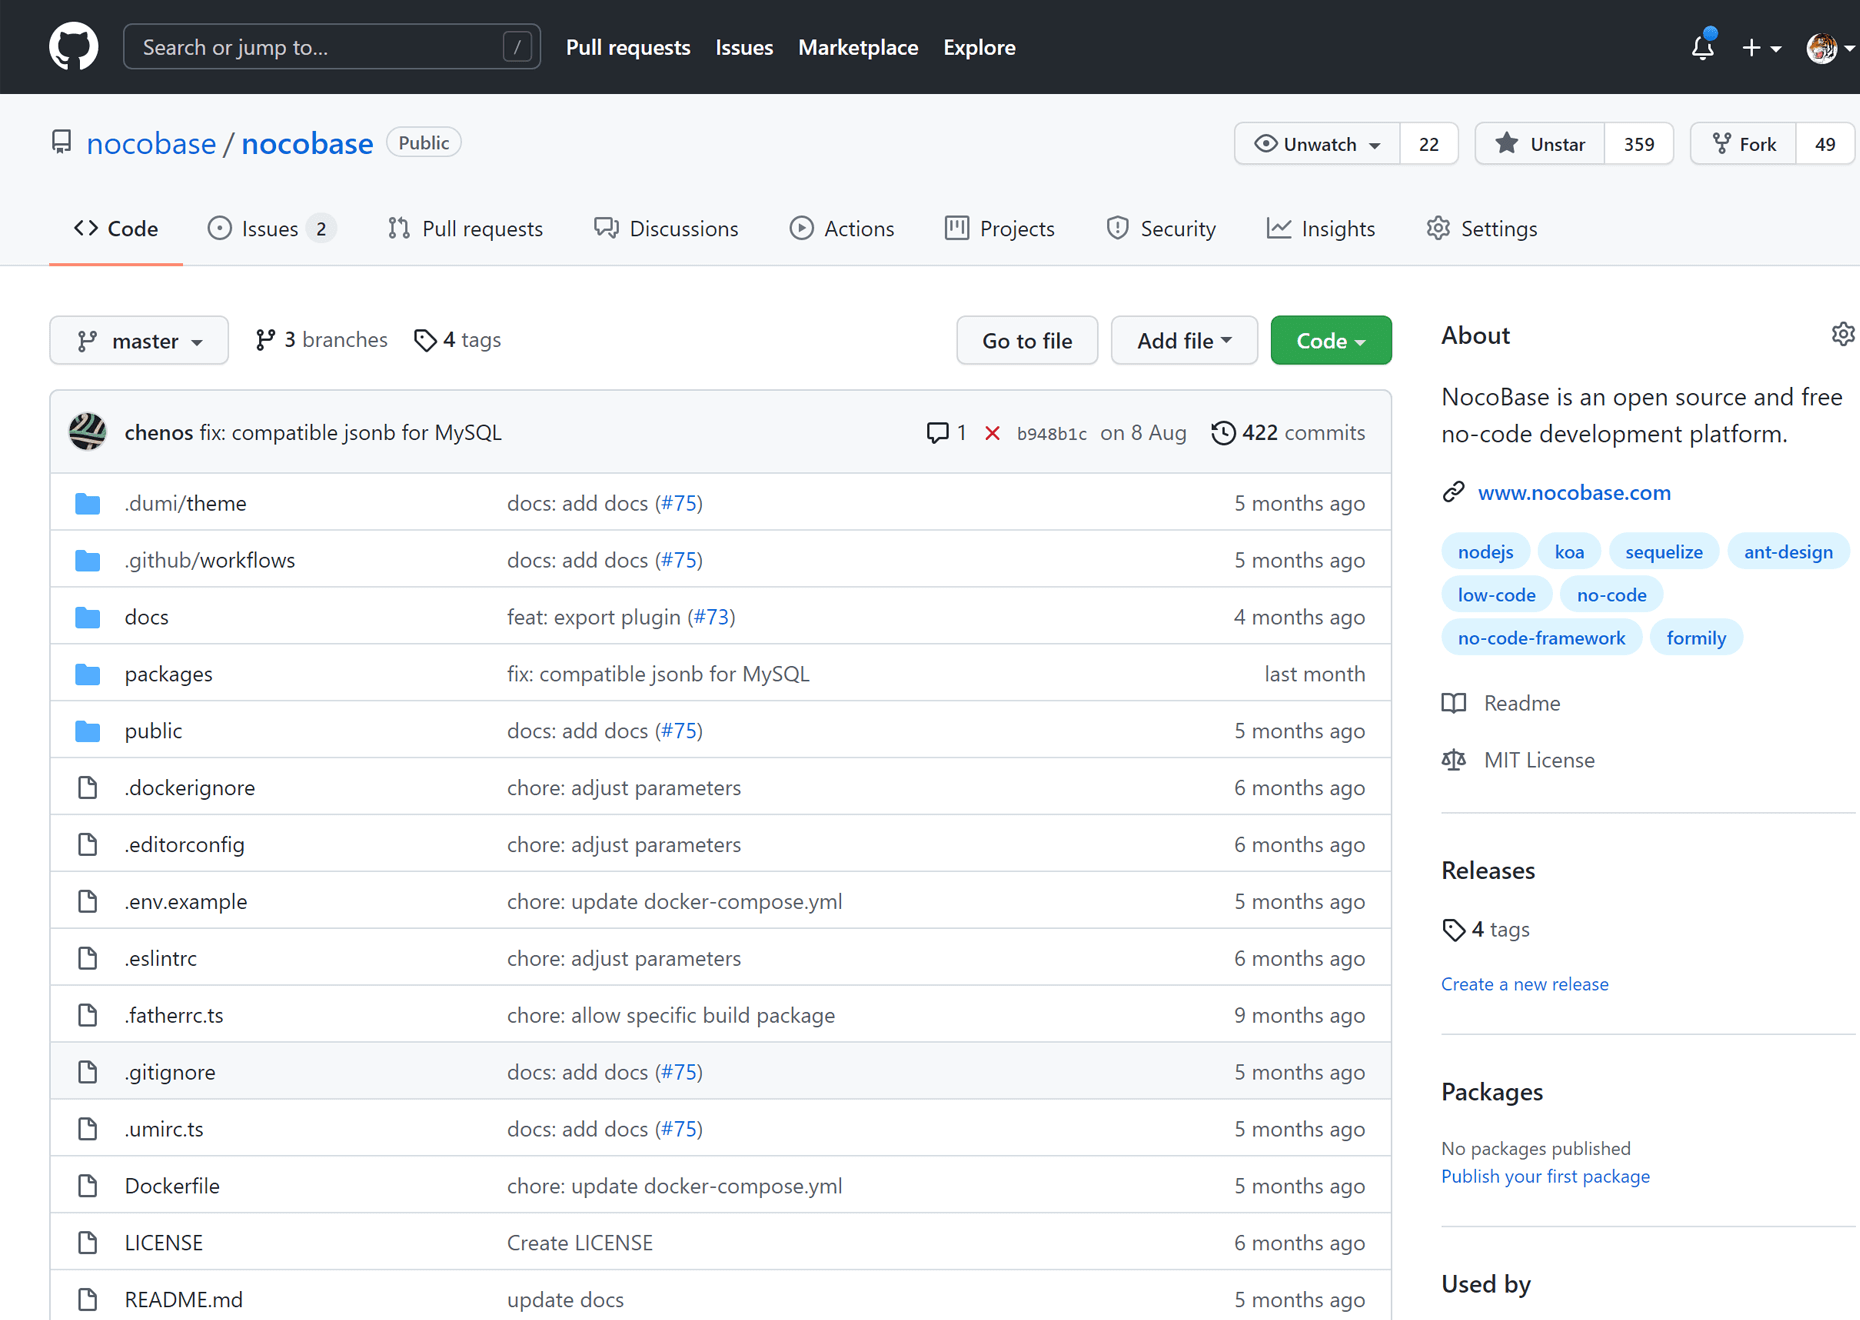 Search or jump to... / Pull requests Issues Marketplace Explore
nocobase / nocobase Public Unwatch 22 Unstar 359 Fork 49
Code Issues 2 Pull requests Discussions Actions Projects Security Insights Settings
master 3 branches 4 tags Go to file Add file Code
chenos fix: compatible jsonb for MySQL 1 b948b1c on 8 Aug 422 commits
.dumi/theme docs: add docs (#75) 5 months ago
.github/workflows docs: add docs (#75) 5 months ago
docs feat: export plugin (#73) 4 months ago
packages fix: compatible jsonb for MySQL last month
public docs: add docs (#75) 5 months ago
.dockerignore chore: adjust parameters 6 months ago
.editorconfig chore: adjust parameters 6 months ago
.env.example chore: update docker-compose.yml 5 months ago
.eslintrc chore: adjust parameters 6 months ago
.fatherrc.ts chore: allow specific build package 9 months ago
.gitignore docs: add docs (#75) 5 months ago
.umirc.ts docs: add docs (#75) 5 months ago
Dockerfile chore: update docker-compose.yml 5 months ago
LICENSE Create LICENSE 6 months ago
README.md update docs 5 months ago
About
NocoBase is an open source and free
no-code development platform.
www.nocobase.com
nodejs koa sequelize ant-design
low-code no-code
no-code-framework formily
Readme
MIT License
Releases
4 tags
Create a new release
Packages
No packages published
Publish your first package
Used by